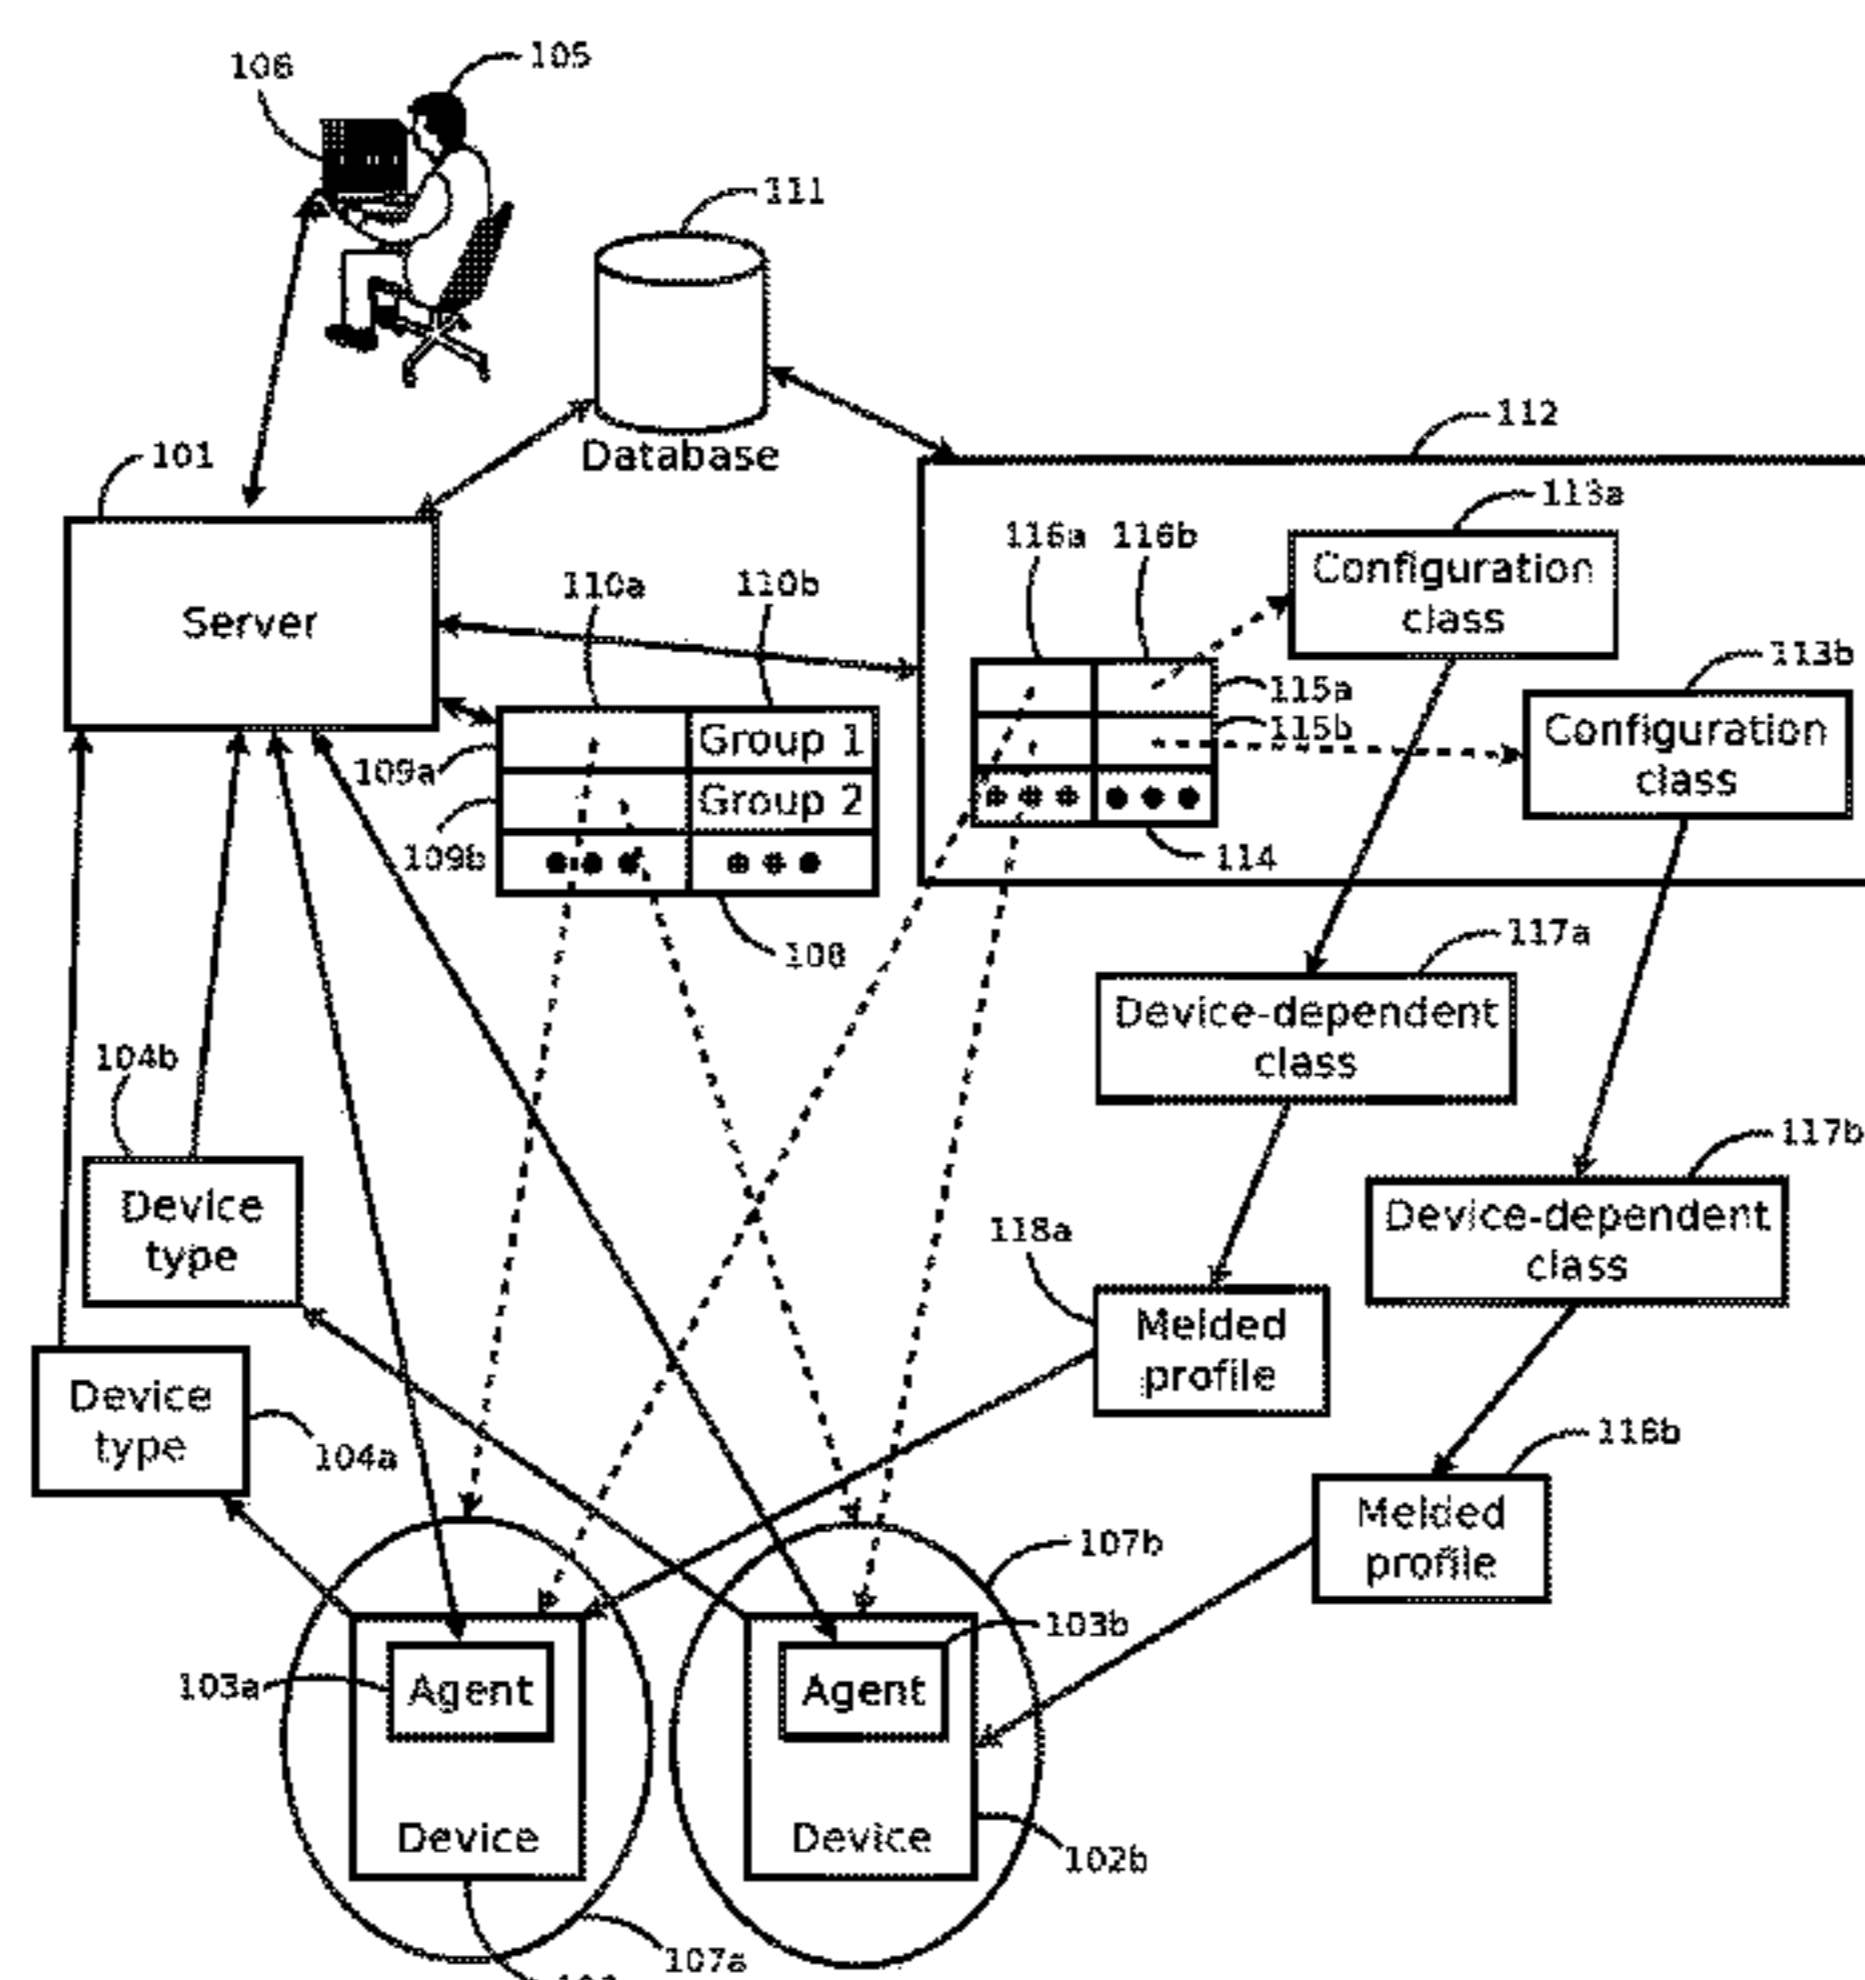 106
105
111
Database
112
101
113a
Configuration
class
116a 116b
110a 110b
Server
113b
115a
115b
Configuration
class
Group 1
109a
Group 2
109b
114
108
117a
Device-dependent
class
104b
117b
Device
type
Device-dependent
class
118a
Melded
profile
Device
type
104a
118b
Melded
profile
107b
103b
103a
Agent
Agent
Device
Device
102b
107a